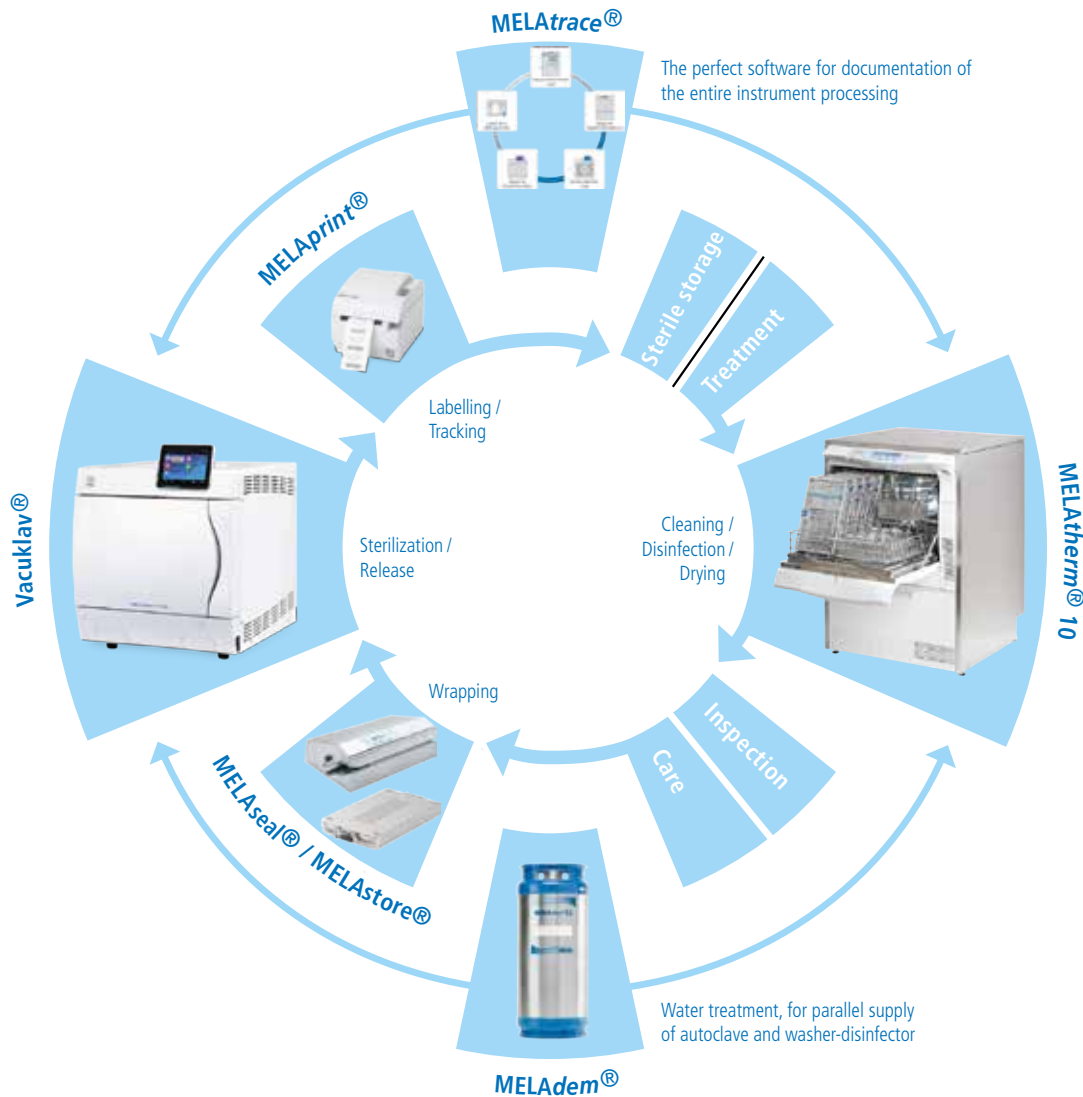 MELAtrace®
The perfect software for documentation of
the entire instrument processing
MELAprint®
Sterile storage
Treatment
Labelling /
Tracking
Vacuklav®
Sterilization /
Release
Cleaning /
Disinfection /
Drying
MELAtherm® 10
Wrapping
Inspection
Care
MELAseal® / MELAstore®
Water treatment, for parallel supply
of autoclave and washer-disinfector
MELAdem®